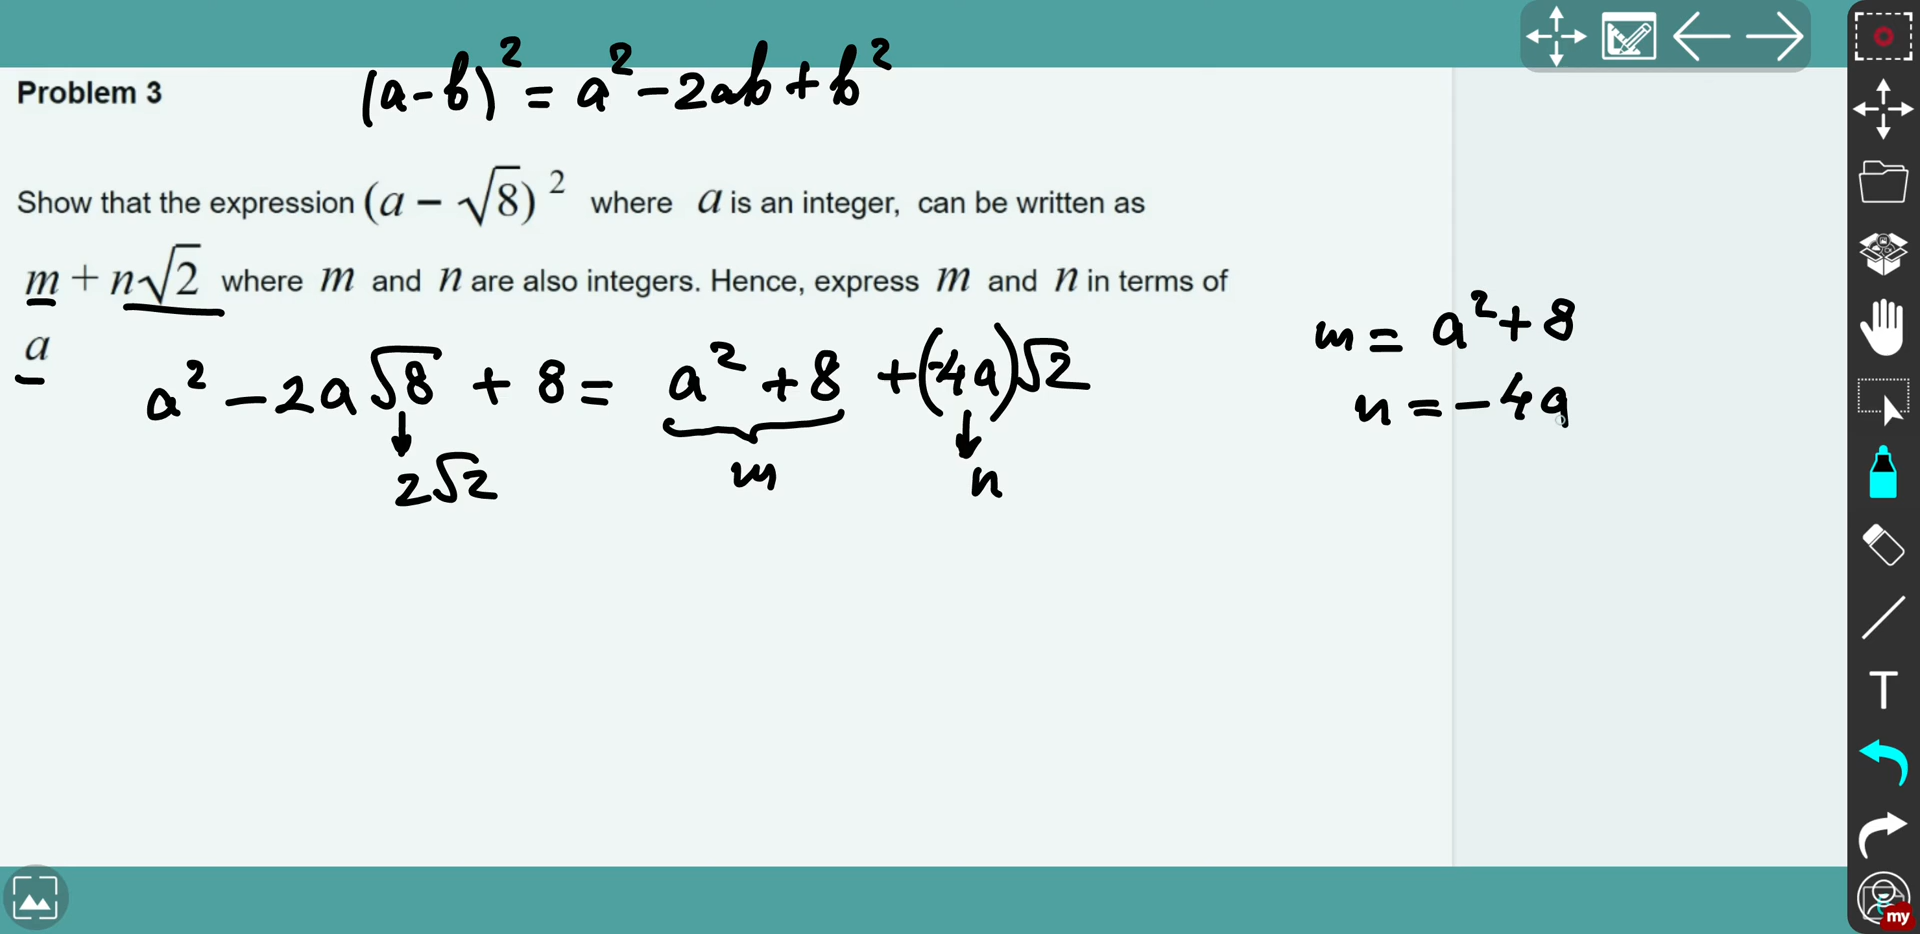 (a-b)² = a² - 2ab + b²
Problem 3
Show that the expression (a − √8)² where a is an integer, can be written as
m + n√2 where m and n are also integers. Hence, express m and n in terms of
a
m = a² + 8
a² - 2a√8 + 8 = a² + 8 + (-4a)√2
n = -4a
2√2
m
n
T
my